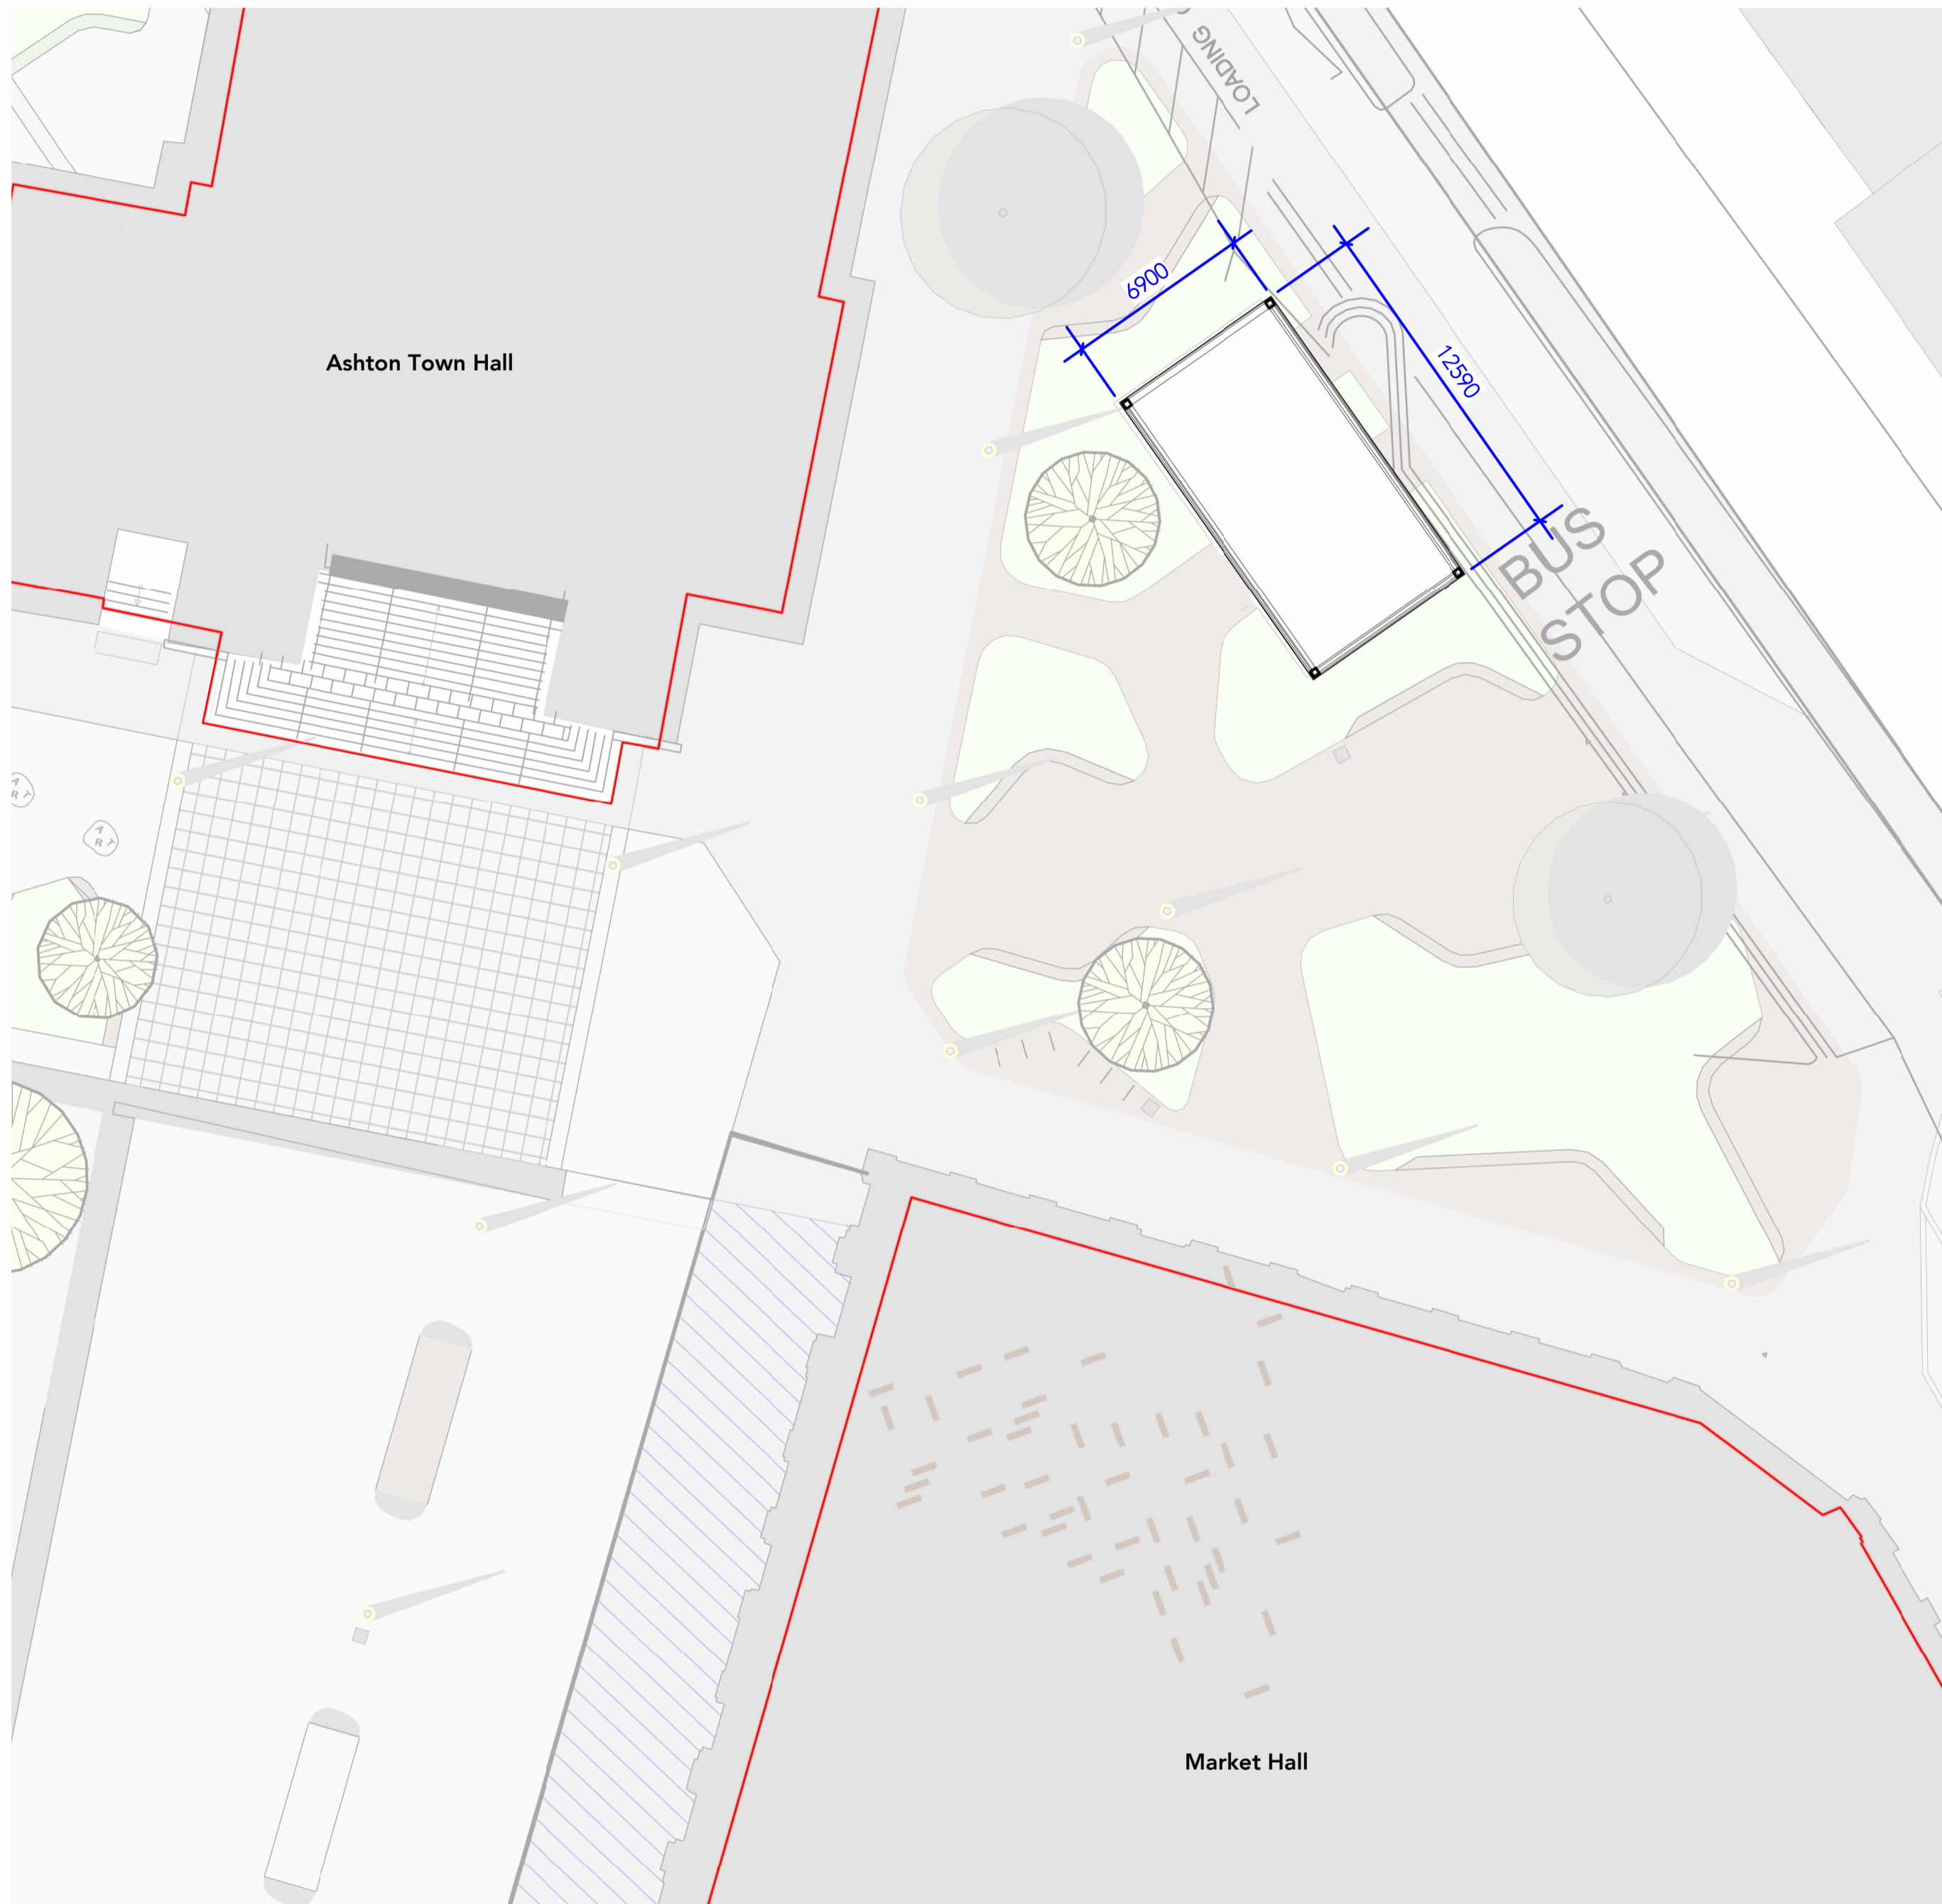 LOADING
6900
Ashton Town Hall
12590
BUS
STOP
A
R T
A
R T
Market Hall